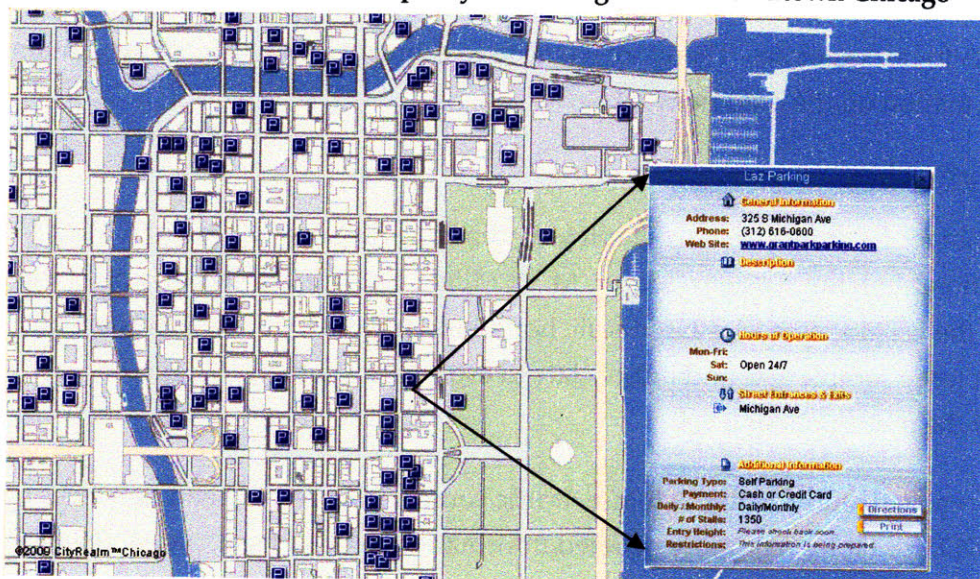 town Chicago
Laz Parking
General Information
Address: 325 S Michigan Ave
Phone: (312) 616-0600
Web Site: www.grantparkparking.com
Description
Hours of Operation
Mon-Fri:
Sat: Open 24/7
Sun:
Street Entrances & Exits
Michigan Ave
Additional Information
Parking Type: Self Parking
Payment: Cash or Credit Card
Daily / Monthly: Daily/Monthly
# of Stalls: 1350
Entry Height: Please check back soon
Restrictions: This information is being prepared
Directions
Print
©2009 CityRealm™Chicago